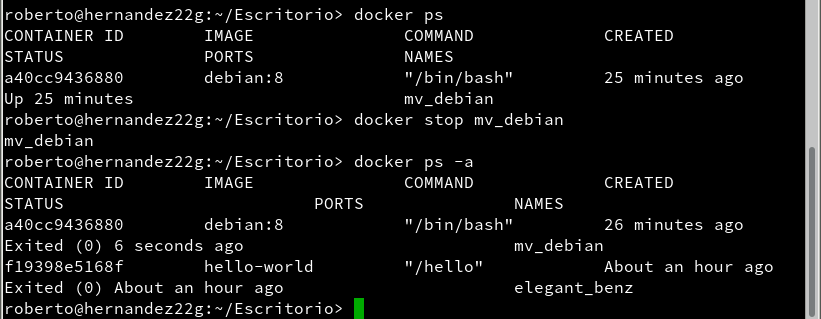 roberto@hernandez22g:~/Escritorio> docker ps
CONTAINER ID        IMAGE               COMMAND             CREATED
STATUS              PORTS               NAMES
a40cc9436880        debian:8            "/bin/bash"         25 minutes ago
Up 25 minutes                           mv_debian
roberto@hernandez22g:~/Escritorio> docker stop mv_debian
mv_debian
roberto@hernandez22g:~/Escritorio> docker ps -a
CONTAINER ID        IMAGE               COMMAND             CREATED
STATUS                         PORTS               NAMES
a40cc9436880        debian:8            "/bin/bash"         26 minutes ago
Exited (0) 6 seconds ago                           mv_debian
f19398e5168f        hello-world         "/hello"            About an hour ago
Exited (0) About an hour ago                       elegant_benz
roberto@hernandez22g:~/Escritorio>